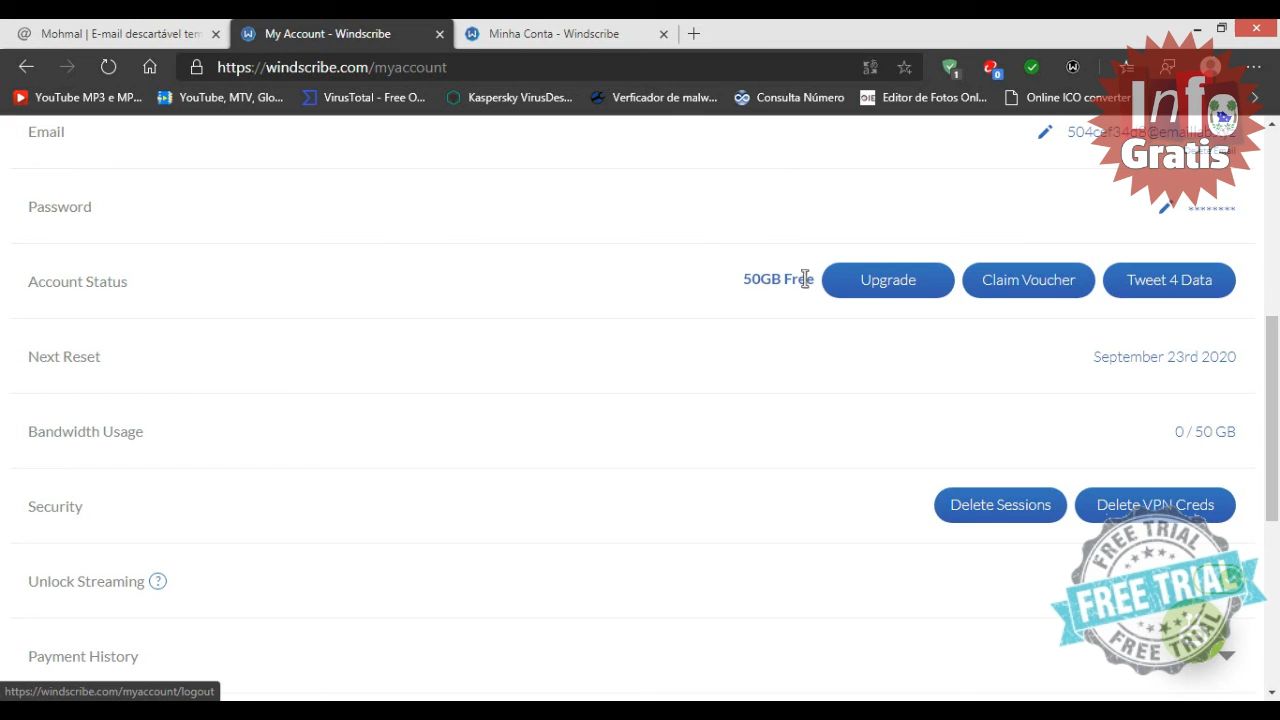 Mohmal | E-mail descartável tem
My Account - Windscribe
Minha Conta - Windscribe
https://windscribe.com/myaccount
1
0
YouTube MP3 e MP...
YouTube, MTV, Glo...
VirusTotal - Free O...
Kaspersky VirusDes...
Verficador de malw...
Consulta Número
Editor de Fotos Onl...
Online ICO converter
Info
Gratis
Email
Password
********
Account Status
50GB Free
Upgrade
Claim Voucher
Tweet 4 Data
Next Reset
September 23rd 2020
Bandwidth Usage
0 / 50 GB
Security
Delete Sessions
Delete VPN Creds
Unlock Streaming ?
FREE TRIAL
FREE TRIAL
FREE TRIAL
Payment History
https://windscribe.com/myaccount/logout